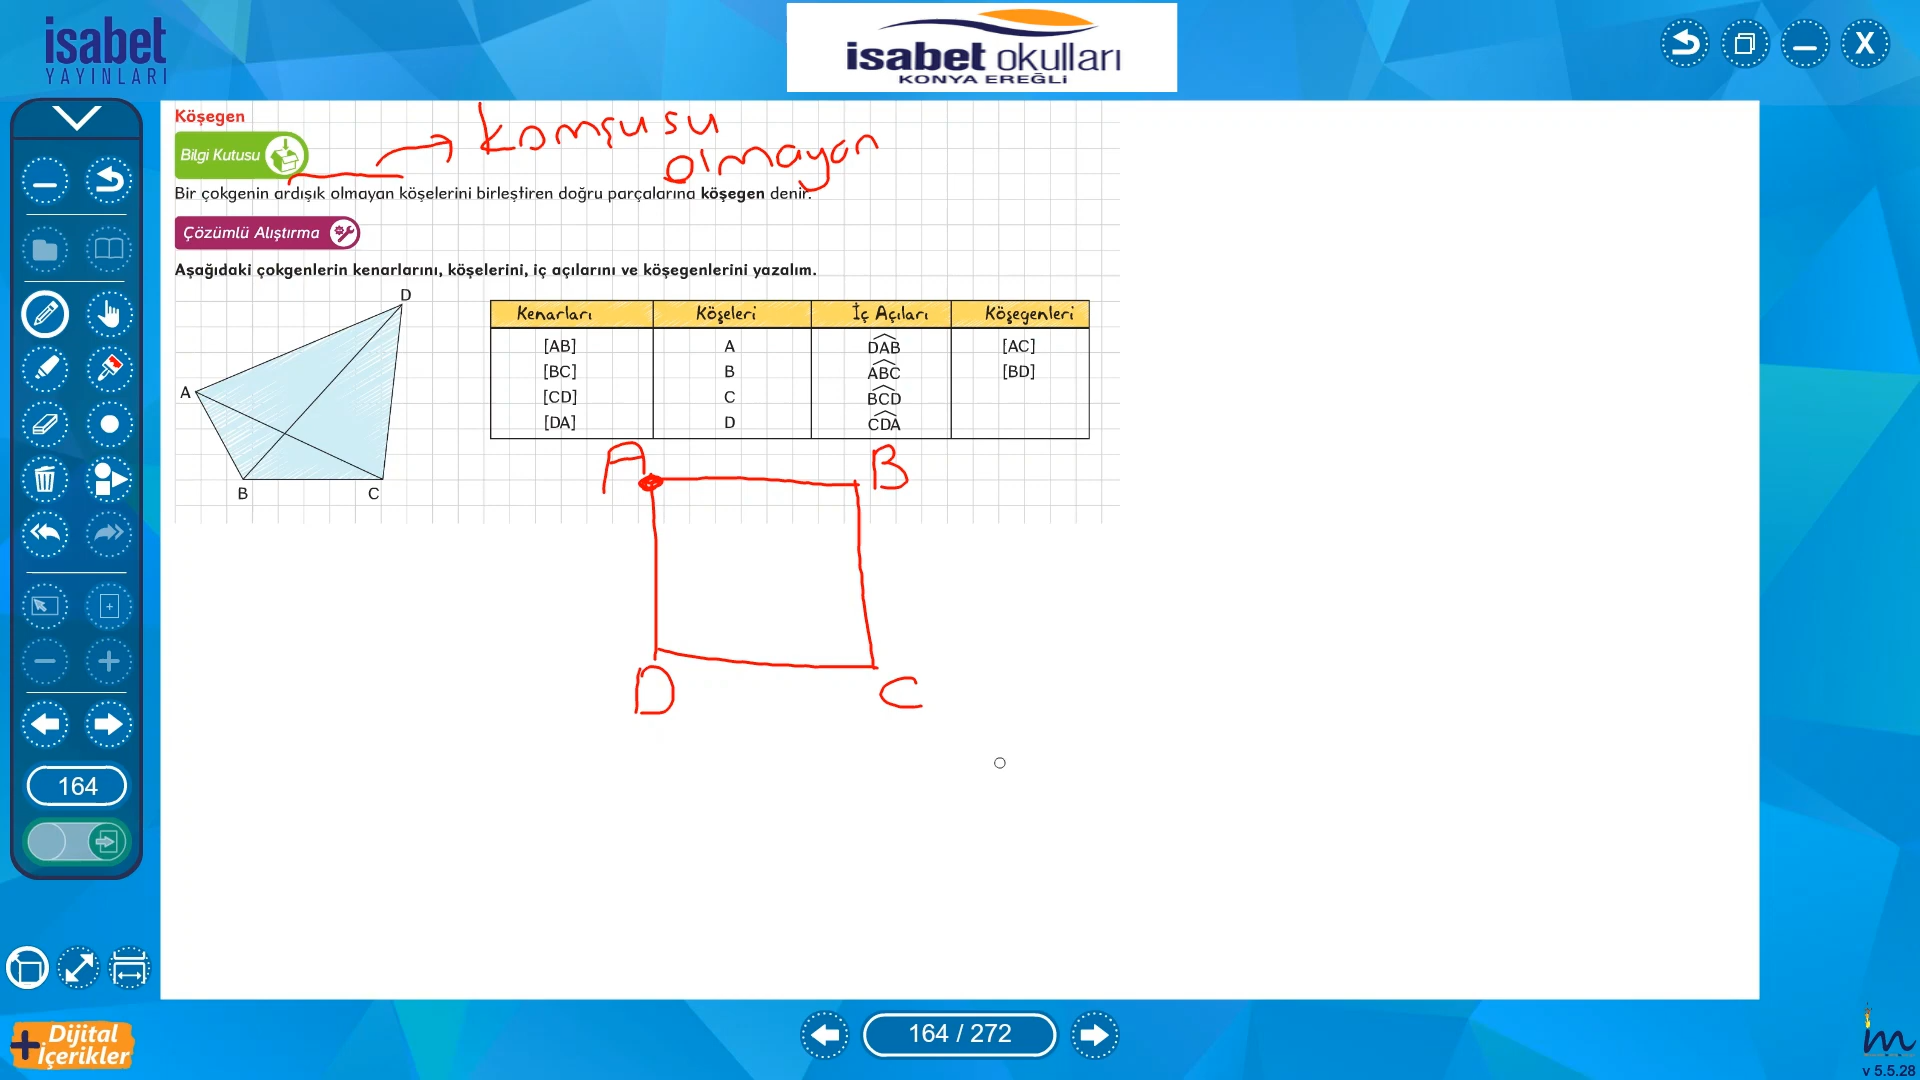 isabet
YAYINLARI
isabet okulları
KONYA EREĞLİ
X
Köşegen
komşusu
olmayan
Bilgi Kutusu
Bir çokgenin ardışık olmayan köşelerini birleştiren doğru parçalarına köşegen denir.
Çözümlü Alıştırma
Aşağıdaki çokgenlerin kenarlarını, köşelerini, iç açılarını ve köşegenlerini yazalım.
D
A
B C
Kenarları Köşeleri İç Açıları Köşegenleri
[AB] A DAB [AC]
[BC] B ABC [BD]
[CD] C BCD
[DA] D CDA
A B
D C
164
+ Dijital
İçerikler
164 / 272
im
v 5.5.28